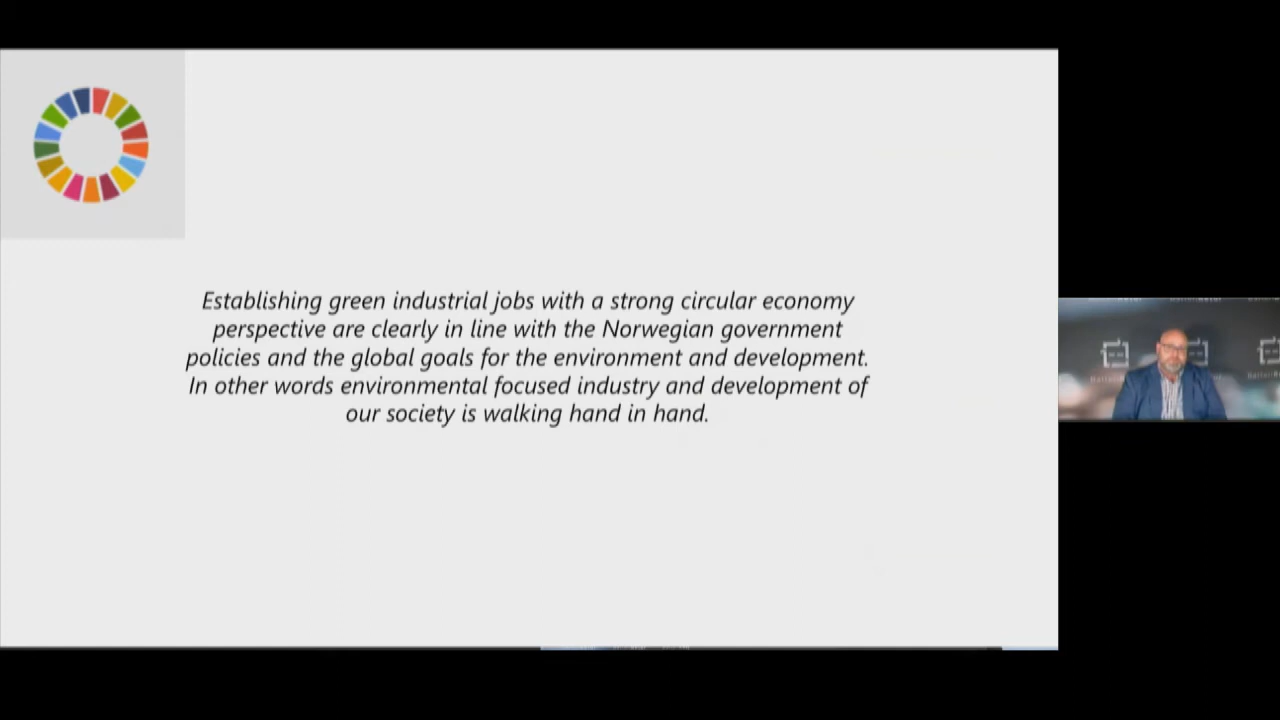 Establishing green industrial jobs with a strong circular economy
perspective are clearly in line with the Norwegian government
policies and the global goals for the environment and development.
In other words environmental focused industry and development of
our society is walking hand in hand.